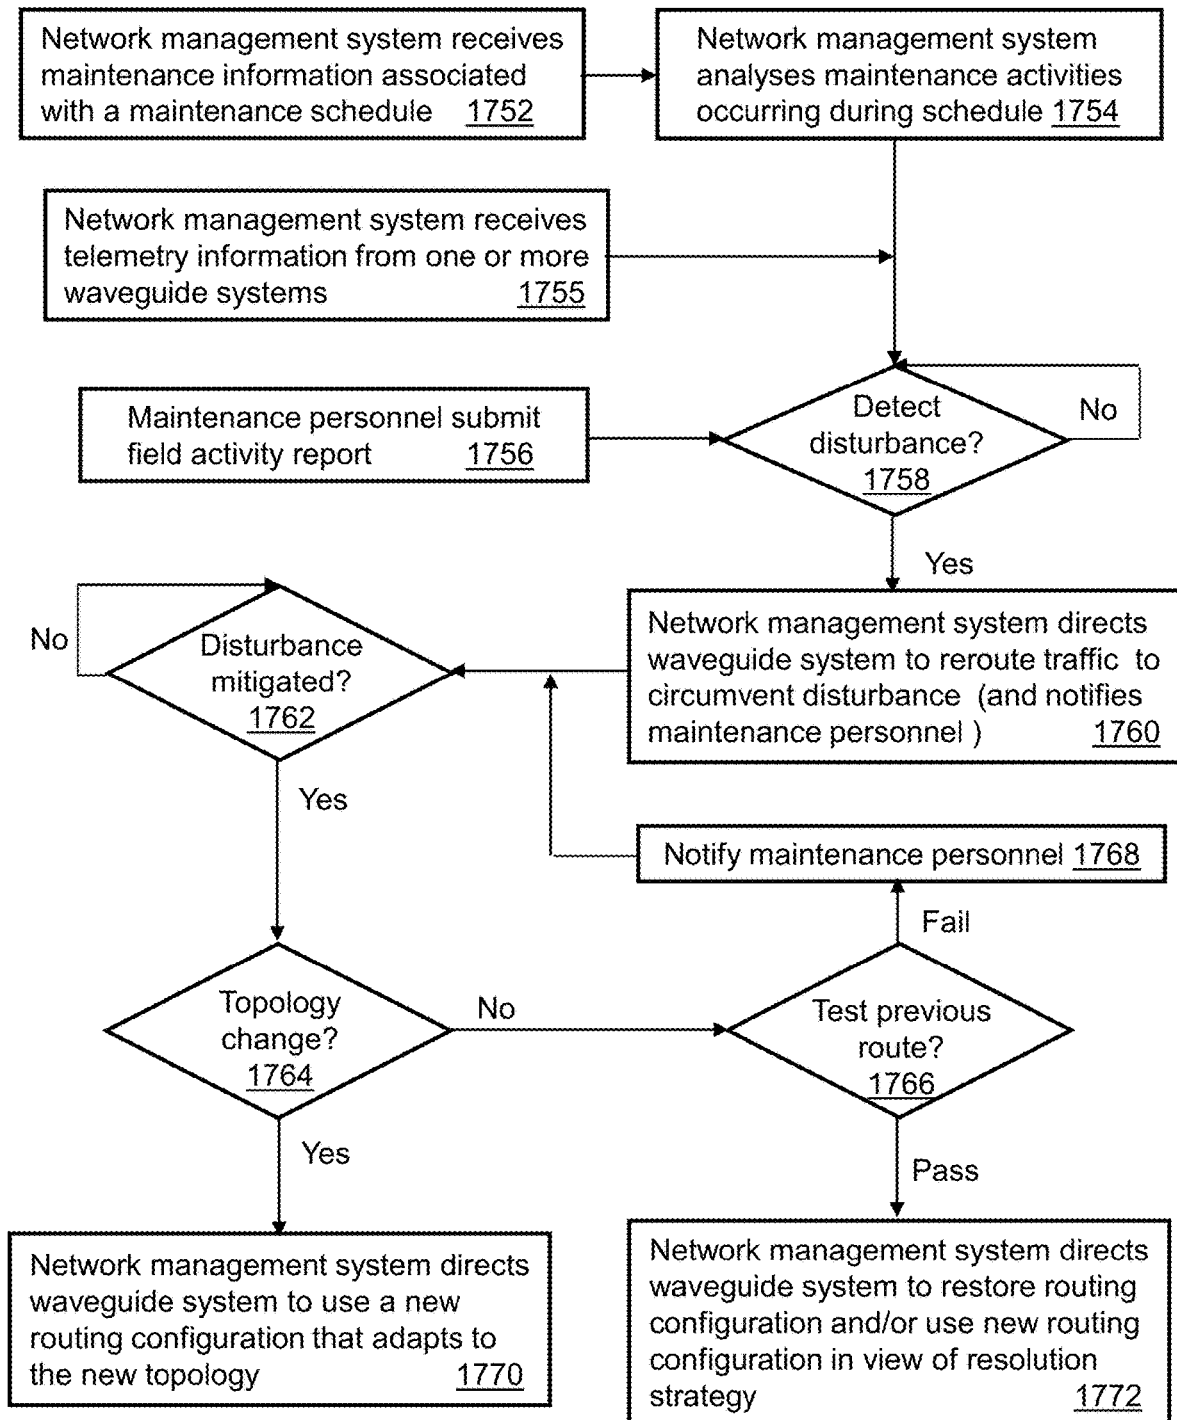 Network management system receives
maintenance information associated
with a maintenance schedule 1752
Network management system
analyses maintenance activities
occurring during schedule 1754
Network management system receives
telemetry information from one or more
waveguide systems 1755
Maintenance personnel submit
field activity report 1756
Detect
disturbance?
1758
No
Yes
Network management system directs
waveguide system to reroute traffic to
circumvent disturbance (and notifies
maintenance personnel ) 1760
No
Disturbance
mitigated?
1762
Yes
Notify maintenance personnel 1768
Fail
Topology
change?
1764
No
Test previous
route?
1766
Yes
Pass
Network management system directs
waveguide system to use a new
routing configuration that adapts to
the new topology 1770
Network management system directs
waveguide system to restore routing
configuration and/or use new routing
configuration in view of resolution
strategy 1772